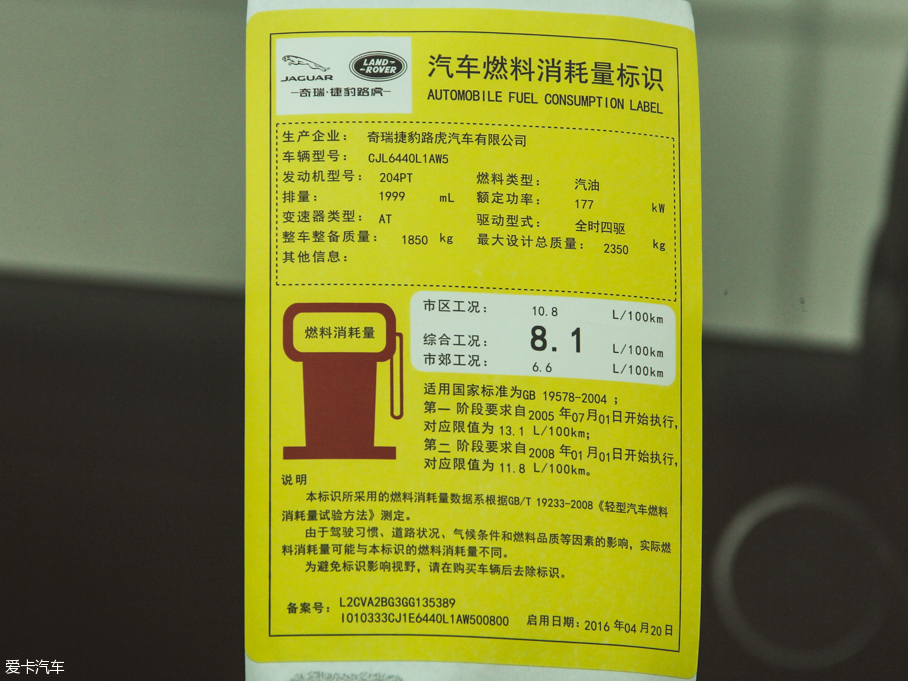 JAGUAR
LAND-
-ROVER
—奇瑞·捷豹路虎—
汽车燃料消耗量标识
AUTOMOBILE FUEL CONSUMPTION LABEL
生产企业： 奇瑞捷豹路虎汽车有限公司
车辆型号： CJL6440L1AW5
发动机型号： 204PT 燃料类型： 汽油
排量： 1999 mL 额定功率： 177 kW
变速器类型： AT 驱动型式： 全时四驱
整车整备质量： 1850 kg 最大设计总质量： 2350 kg
其他信息：
燃料消耗量
市区工况： 10.8 L/100km
综合工况： 8.1 L/100km
市郊工况： 6.6 L/100km
适用国家标准为GB 19578-2004；
第一 阶段要求自2005 年07月01日开始执行，
对应限值为 13.1 L/100km；
第二 阶段要求自2008 年01月01日开始执行，
对应限值为 11.8 L/100km。
说明
本标识所采用的燃料消耗量数据系根据GB/T 19233-2008《轻型汽车燃料
消耗量试验方法》测定。
由于驾驶习惯、道路状况、气候条件和燃料品质等因素的影响，实际燃
料消耗量可能与本标识的燃料消耗量不同。
为避免标识影响视野，请在购买车辆后去除标识。
备案号： L2CVA2BG3GG135389
I010333CJ1E6440L1AW500800 启用日期：2016 年04 月20日
爱卡汽车